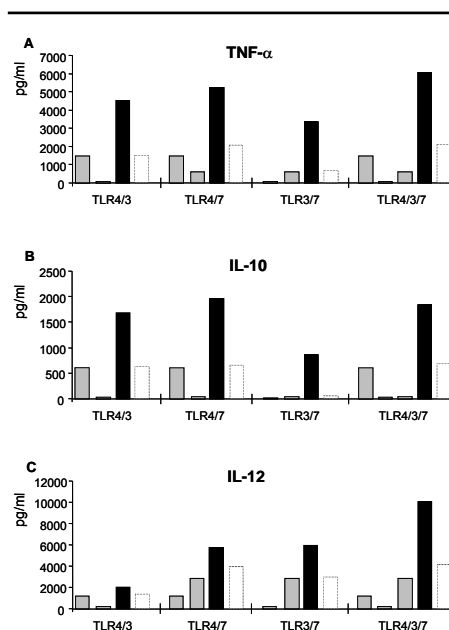 A
TNF-α
pg/ml
7000
6000
5000
4000
3000
2000
1000
0
TLR4/3 TLR4/7 TLR3/7 TLR4/3/7
B
IL-10
pg/ml
2500
2000
1500
1000
500
0
TLR4/3 TLR4/7 TLR3/7 TLR4/3/7
C
IL-12
pg/ml
12000
10000
8000
6000
4000
2000
0
TLR4/3 TLR4/7 TLR3/7 TLR4/3/7